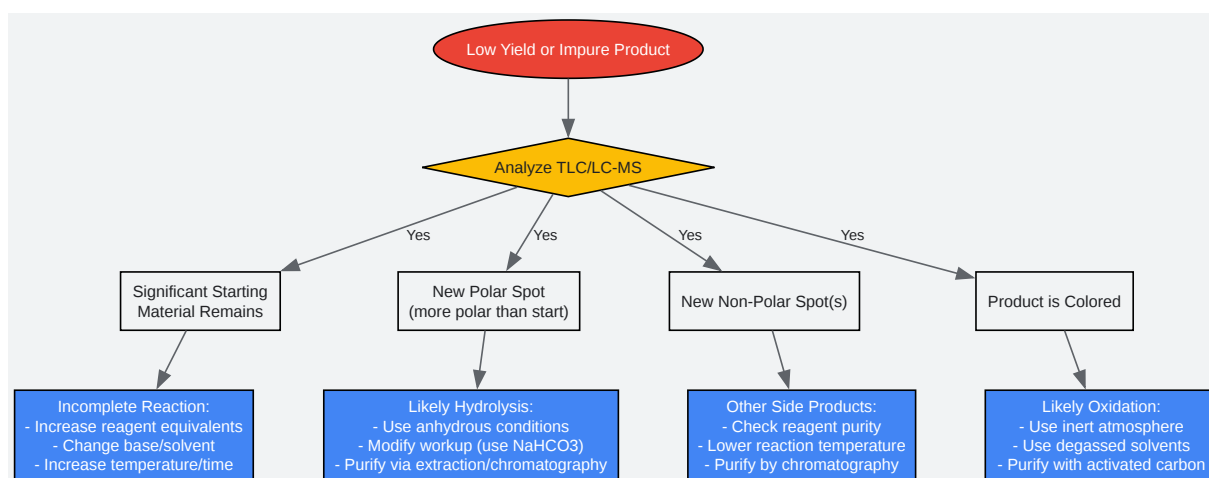 Low Yield or Impure Product
Analyze TLC/LC-MS
Yes
Yes
Yes
Yes
Significant Starting
Material Remains
New Polar Spot
(more polar than start)
New Non-Polar Spot(s)
Product is Colored
Incomplete Reaction:
- Increase reagent equivalents
- Change base/solvent
- Increase temperature/time
Likely Hydrolysis:
- Use anhydrous conditions
- Modify workup (use NaHCO3)
- Purify via extraction/chromatography
Other Side Products:
- Check reagent purity
- Lower reaction temperature
- Purify by chromatography
Likely Oxidation:
- Use inert atmosphere
- Use degassed solvents
- Purify with activated carbon